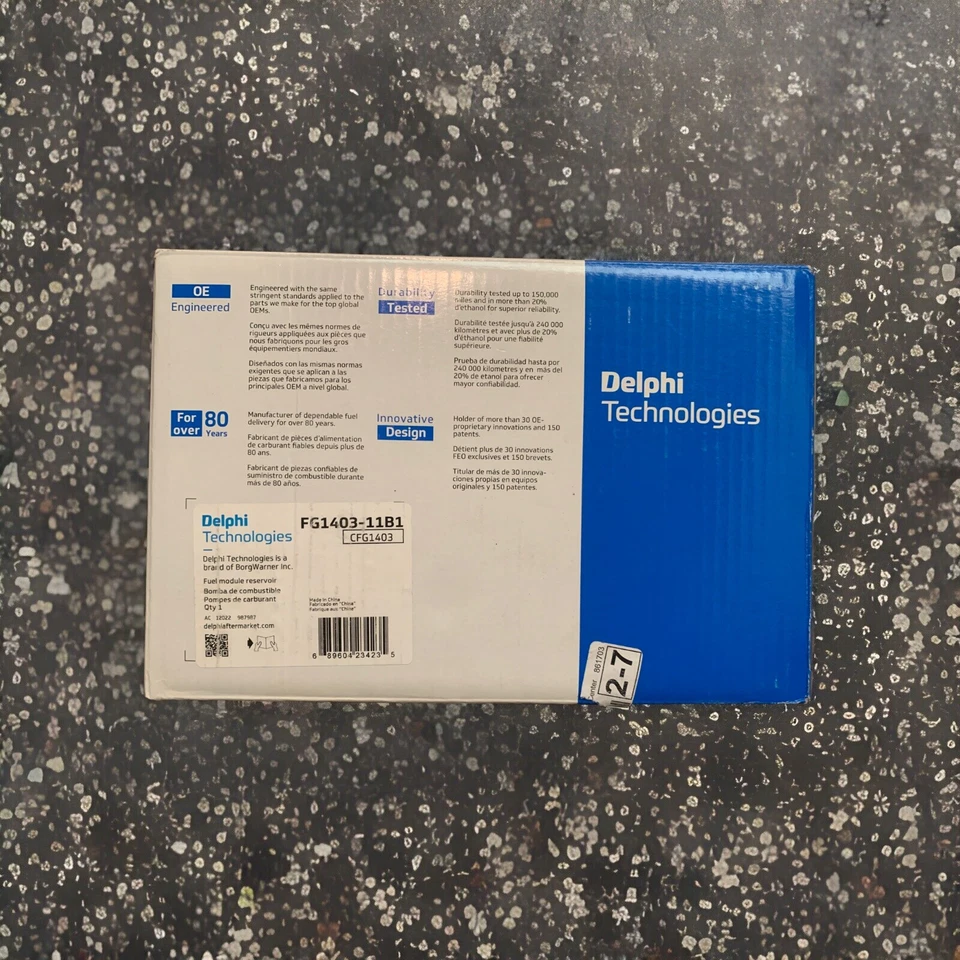 OE
Engineered
Engineered with the same
stringent standards applied to the
parts we make for the top global
OEMs.
Conçu avec les mêmes normes de
rigueurs appliquées aux pièces que
nous fabriquons pour les gros
équipementiers mondiaux.
Diseñados con las mismas normas
exigentes que se aplican a las
piezas que fabricamos para los
principales OEM a nivel global.
Durability
Tested
Durability tested up to 150,000
miles and in more than 20%
d'ethanol for superior reliability.
Durabilité testée jusqu'à 240 000
kilomètres et avec plus de 20%
d'éthanol pour une fiabilité
supérieure.
Prueba de durabilidad hasta por
240 000 kilometres y en más del
20% de etanol para ofrecer
mayor confiabilidad.
For
over
80
Years
Manufacturer of dependable fuel
delivery for over 80 years.
Fabricant de pièces d'alimentation
de carburant fiables depuis plus de
80 ans.
Fabricant de piezas confiables de
suministro de combustible durante
más de 80 años.
Innovative
Design
Holder of more than 30 OE-
proprietary innovations and 150
patents.
Détient plus de 30 innovations
FEO exclusives et 150 brevets.
Titular de más de 30 innova-
ciones propias en equipos
originales y 150 patentes.
Delphi
Technologies
Delphi
Technologies
FG1403-11B1
CFG1403
Delphi Technologies is a
brand of BorgWarner Inc.
Fuel module reservoir
Bomba de combustible
Pompes de carburant
Qty 1
AC 12022 987987
delphiaftermarket.com
Made in China
Fabricado en "China"
Fabrique aus "China"
6 89604 23423 5
861703
2-7